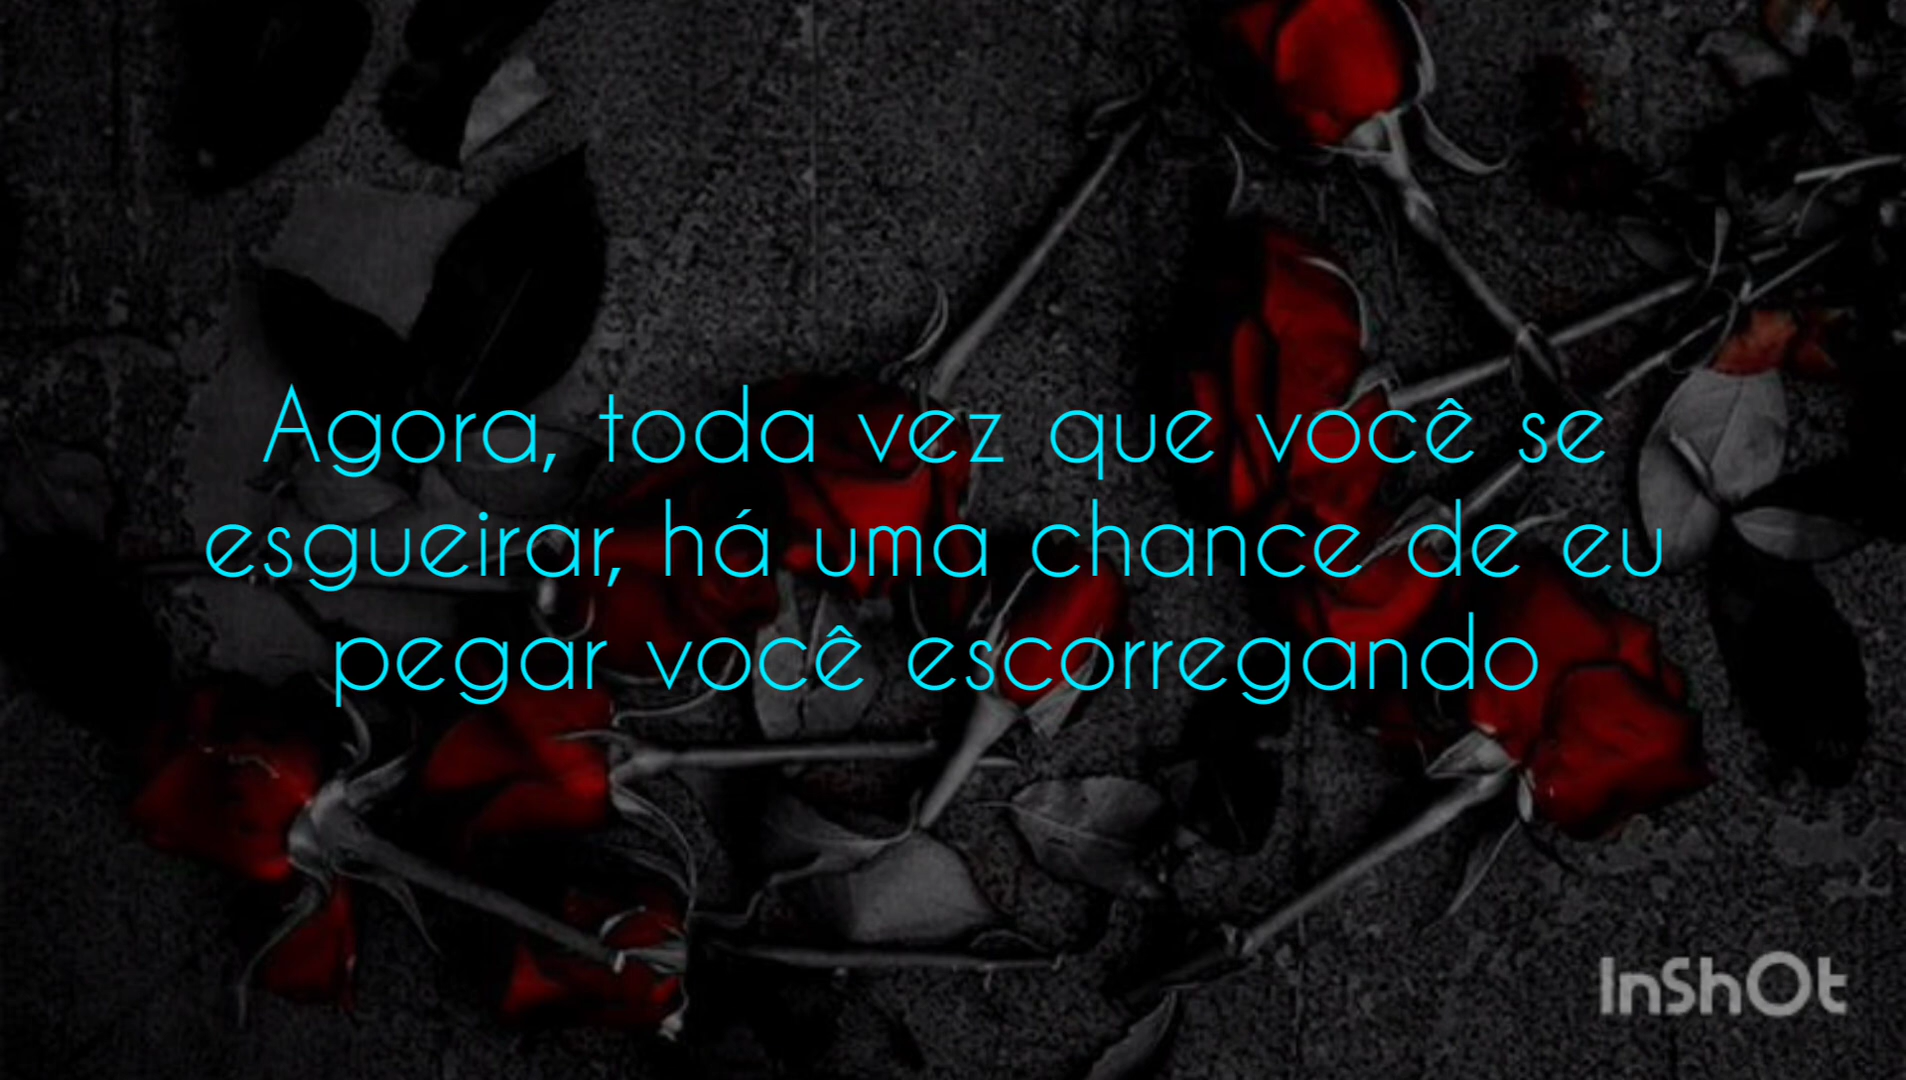 Agora, toda vez que você se
esgueirar, há uma chance de eu
pegar você escorregando
InShOt